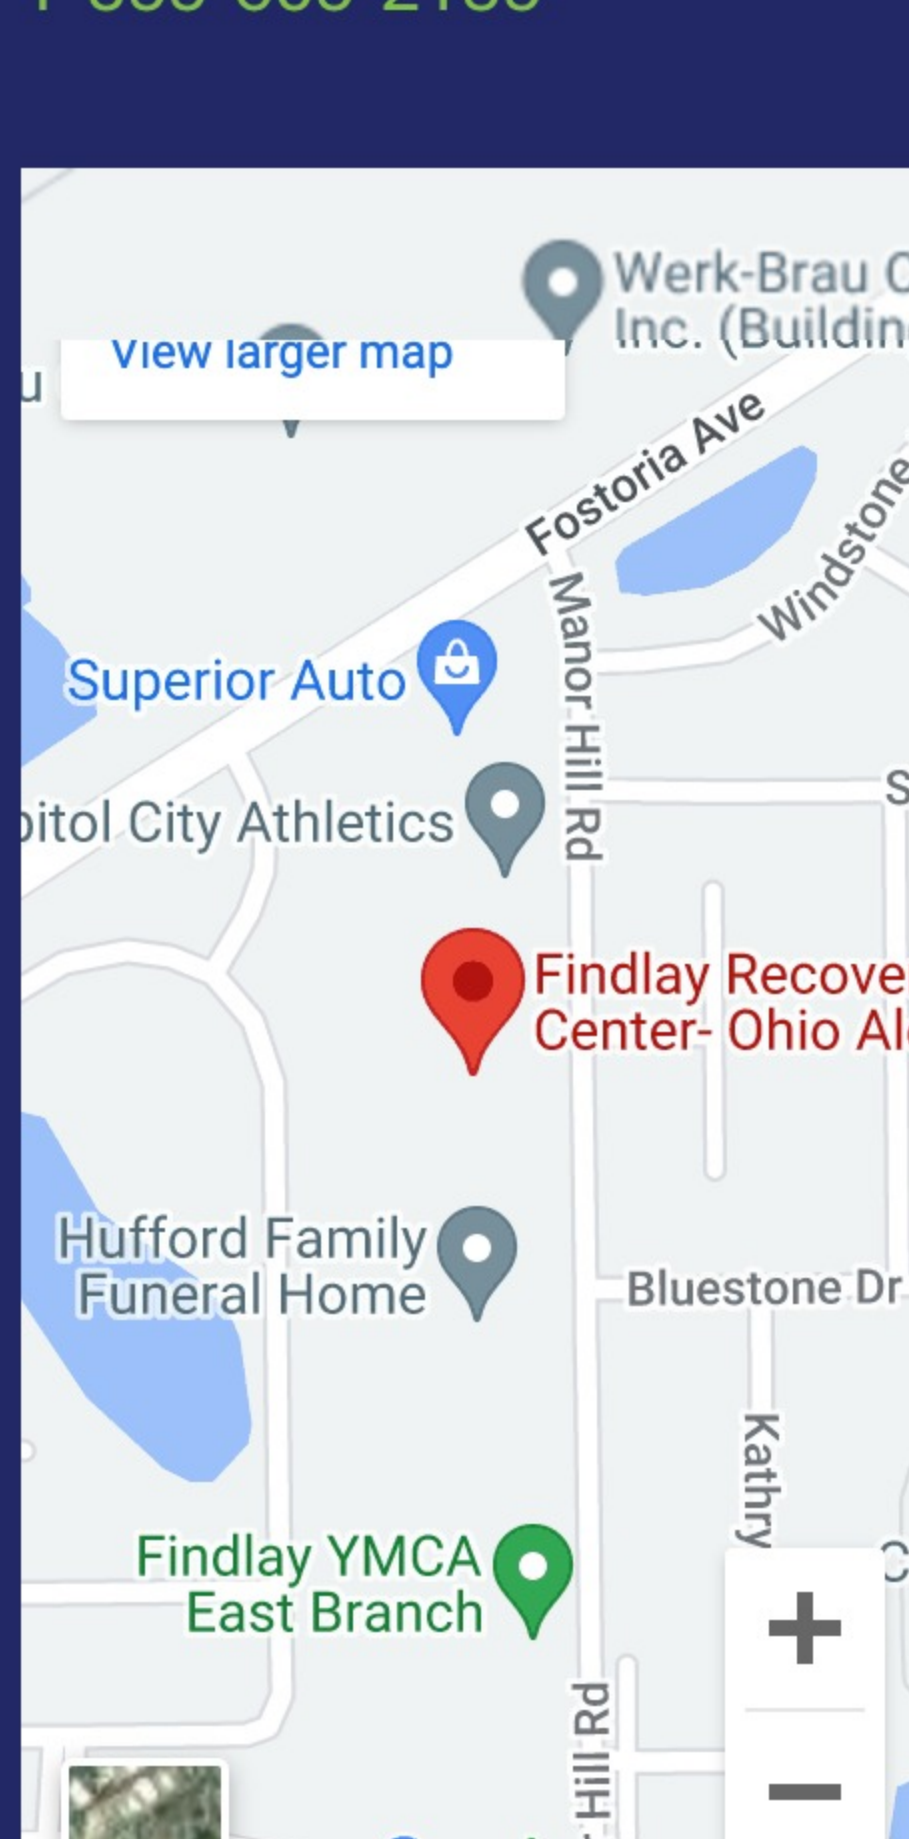 Werk-Brau
Inc. (Buildin
View larger map
u
Fostoria Ave
Windstone
Manor Hill Rd
Superior Auto
S
pitol City Athletics
Findlay Recove
Center- Ohio Al
Hufford Family
Funeral Home
Bluestone Dr
Kathry
Findlay YMCA
East Branch
C
Hill Rd